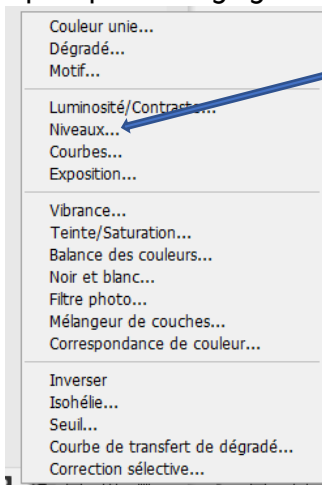 Couleur unie...
Dégradé...
Motif...
Luminosité/Contraste...
Niveaux...
Courbes...
Exposition...
Vibrance...
Teinte/Saturation...
Balance des couleurs...
Noir et blanc...
Filtre photo...
Mélangeur de couches...
Correspondance de couleur...
Inverser
Isohélie...
Seuil...
Courbe de transfert de dégradé...
Correction sélective...